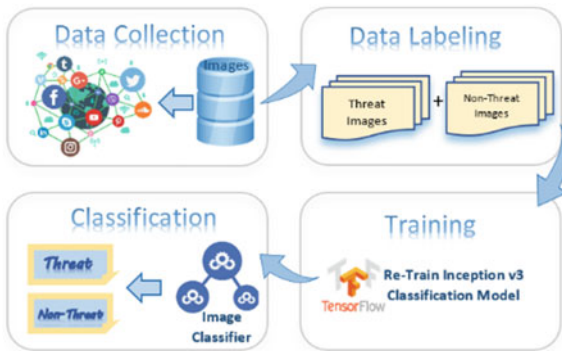 Data Collection
Images
Data Labeling
Threat
Images
+
Non-Threat
Images
Classification
Threat
Non-Threat
Image
Classifier
Training
TensorFlow
Re-Train Inception v3
Classification Model